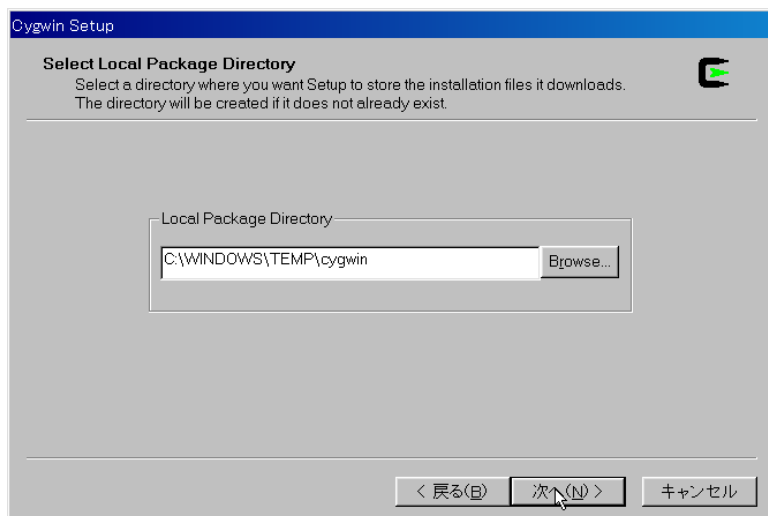 Cygwin Setup
Select Local Package Directory
Select a directory where you want Setup to store the installation files it downloads.
The directory will be created if it does not already exist.
Local Package Directory
C:\WINDOWS\TEMP\cygwin
Browse...
< 戻る(B)
次へ(N) >
キャンセル